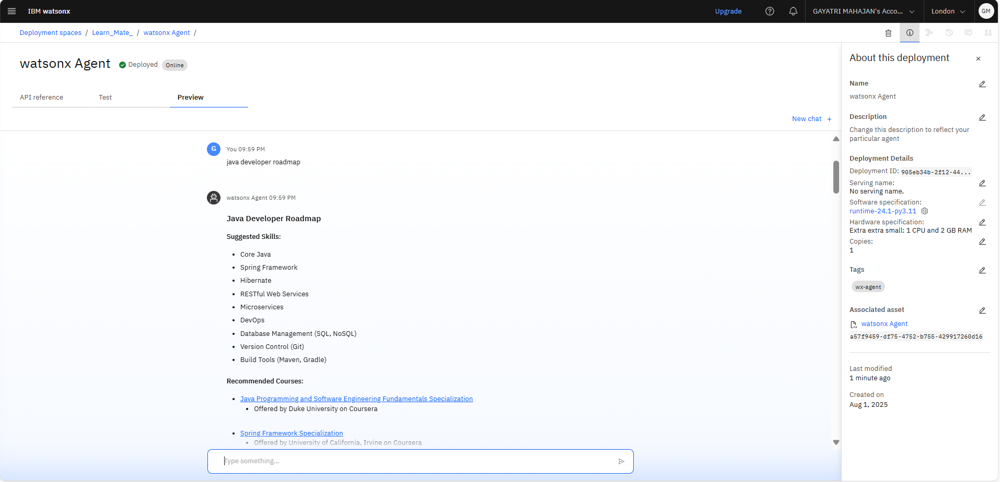 IBM watsonx
Upgrade
GAYATRI MAHAJAN's Acco...
London
GM
Deployment spaces / Learn_Mate_ / watsonx Agent /
watsonx Agent
Deployed
Online
API reference
Test
Preview
New chat +
G
You 09:59 PM
java developer roadmap
watsonx Agent 09:59 PM
Java Developer Roadmap
Suggested Skills:
• Core Java
• Spring Framework
• Hibernate
• RESTful Web Services
• Microservices
• DevOps
• Database Management (SQL, NoSQL)
• Version Control (Git)
• Build Tools (Maven, Gradle)
Recommended Courses:
• Java Programming and Software Engineering Fundamentals Specialization
• Offered by Duke University on Coursera
• Spring Framework Specialization
• Offered by University of California, Irvine on Coursera
Type something...
About this deployment
Name
watsonx Agent
Description
Change this description to reflect your
particular agent
Deployment Details
Deployment ID: 905eb34b-2f12-44...
Serving name:
No serving name.
Software specification:
runtime-24.1-py3.11
Hardware specification:
Extra extra small: 1 CPU and 2 GB RAM
Copies:
1
Tags
wx-agent
Associated asset
watsonx Agent
a57f9459-df75-4752-b755-429917260d16
Last modified
1 minute ago
Created on
Aug 1, 2025